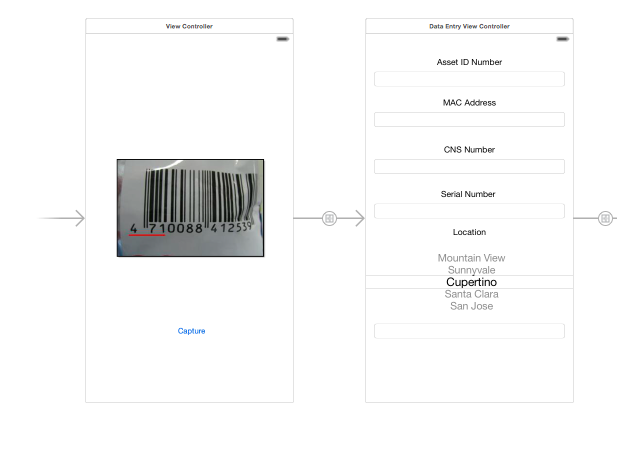 View Controller
4 710088 412539
Capture
Data Entry View Controller
Asset ID Number
MAC Address
CNS Number
Serial Number
Location
Mountain View
Sunnyvale
Cupertino
Santa Clara
San Jose